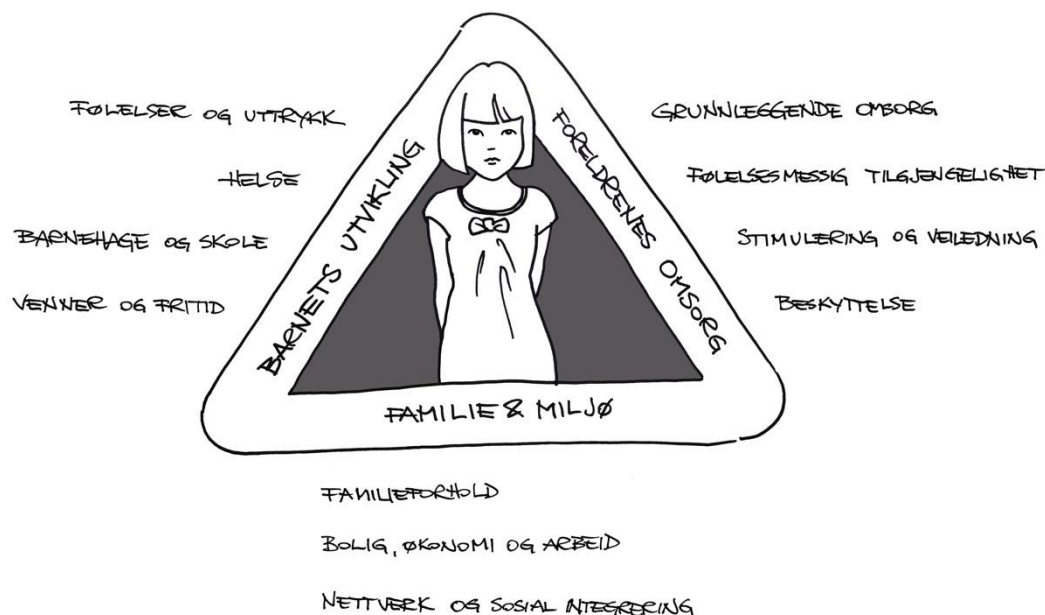 FØLELSER OG UTTRYKK
HELSE
BARNEHAGE OG SKOLE
VENNER OG FRITID
BARNETS UTVIKLING
FORELDRENES OMSORG
GRUNNLEGGENDE OMSORG
FØLELSESMESSIG TILGJENGELIGHET
STIMULERING OG VEILEDNING
BESKYTTELSE
FAMILIE & MILJØ
FAMILIEFORHOLD
BOLIG, ØKONOMI OG ARBEID
NETTVERK OG SOSIAL INTEGRERING